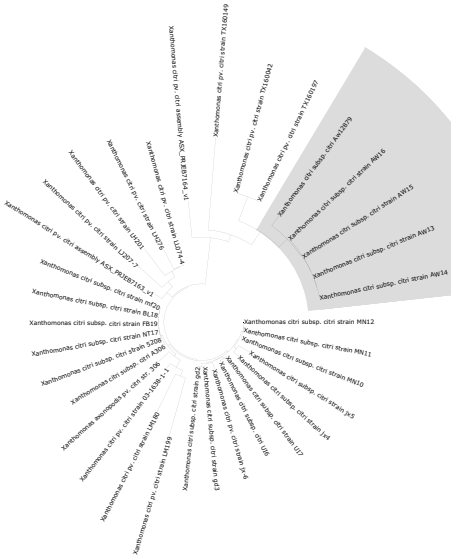 Xanthomonas citri pv. citri strain TX160149
Xanthomonas citri pv. citri strain TX160042
Xanthomonas citri pv. citri strain TX160197
Xanthomonas citri subsp. citri Aw12879
Xanthomonas citri subsp. citri strain AW16
Xanthomonas citri subsp. citri strain AW15
Xanthomonas citri subsp. citri strain AW13
Xanthomonas citri subsp. citri strain AW14
Xanthomonas citri subsp. citri strain MN12
Xanthomonas citri subsp. citri strain MN11
Xanthomonas citri subsp. citri strain MN10
Xanthomonas citri subsp. citri strain jx5
Xanthomonas citri subsp. citri strain jx4
Xanthomonas citri subsp. citri strain UI7
Xanthomonas citri subsp. citri UI6
Xanthomonas citri pv. citri strain jx-6
Xanthomonas citri subsp. citri strain gd3
Xanthomonas citri subsp. citri strain gd2
Xanthomonas citri pv. citri strain LM199
Xanthomonas citri pv. citri strain LM180
Xanthomonas citri pv. citri strain 03-1638-1-1
Xanthomonas axonopodis pv. citri str. 306
Xanthomonas citri subsp. citri A306
Xanthomonas citri subsp. citri strain 5208
Xanthomonas citri subsp. citri strain NT17
Xanthomonas citri subsp. citri strain FB19
Xanthomonas citri subsp. citri strain BL18
Xanthomonas citri subsp. citri strain mf20
Xanthomonas citri pv. citri assembly ASX_PRJEB7163_v1
Xanthomonas citri pv. citri strain LJ207-7
Xanthomonas citri pv. citri strain LH201
Xanthomonas citri pv. citri strain LH276
Xanthomonas citri pv. citri strain LL074-4
Xanthomonas citri pv. citri assembly ASX_PRJEB7164_v1